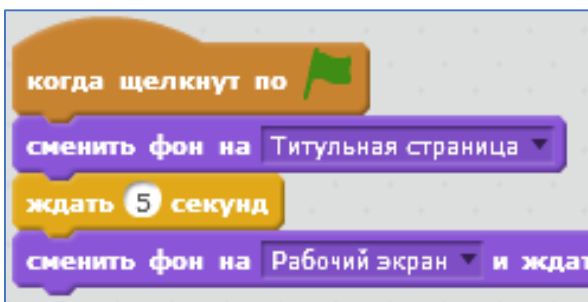 когда щелкнут по
сменить фон на Титульная страница
ждать 5 секунд
сменить фон на Рабочий экран и ждат